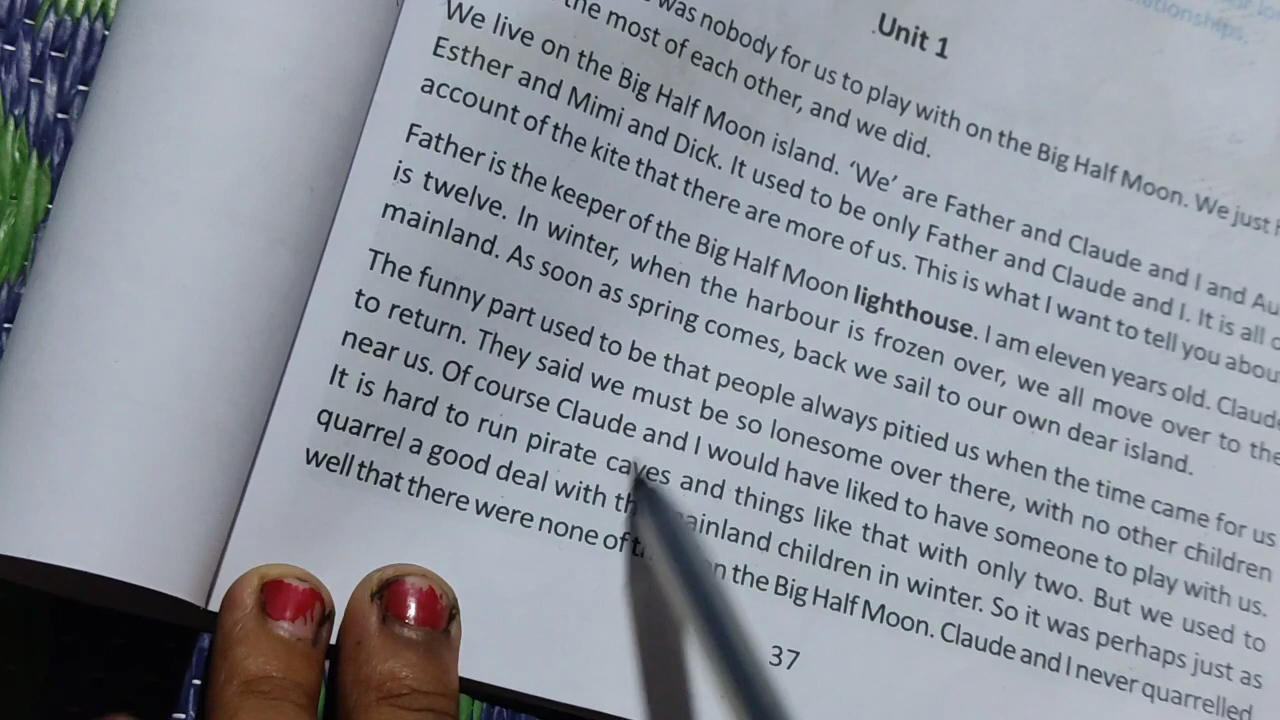 Unit 1
was nobody for us to play with on the Big Half Moon. We just
the most of each other, and we did.
We live on the Big Half Moon island. ‘We’ are Father and Claude and I and
Esther and Mimi and Dick. It used to be only Father and Claude and I. It is all
account of the kite that there are more of us. This is what I want to tell you
Father is the keeper of the Big Half Moon lighthouse. I am eleven years old.
is twelve. In winter, when the harbour is frozen over, we all move over to
mainland. As soon as spring comes, back we sail to our own dear island.
The funny part used to be that people always pitied us when the time came for us
to return. They said we must be so lonesome over there, with no other children
near us. Of course Claude and I would have liked to have someone to play with us.
It is hard to run pirate caves and things like that with only two. But we used to
quarrel a good deal with mainland children in winter. So it was perhaps just as
well that there were none of on the Big Half Moon. Claude and I never quarrelled
37